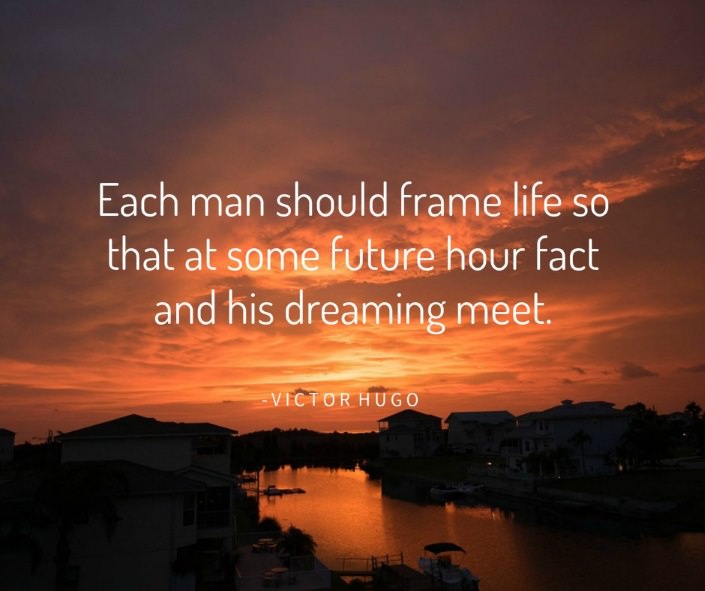 Each man should frame life so
that at some future hour fact
and his dreaming meet.
-VICTOR HUGO